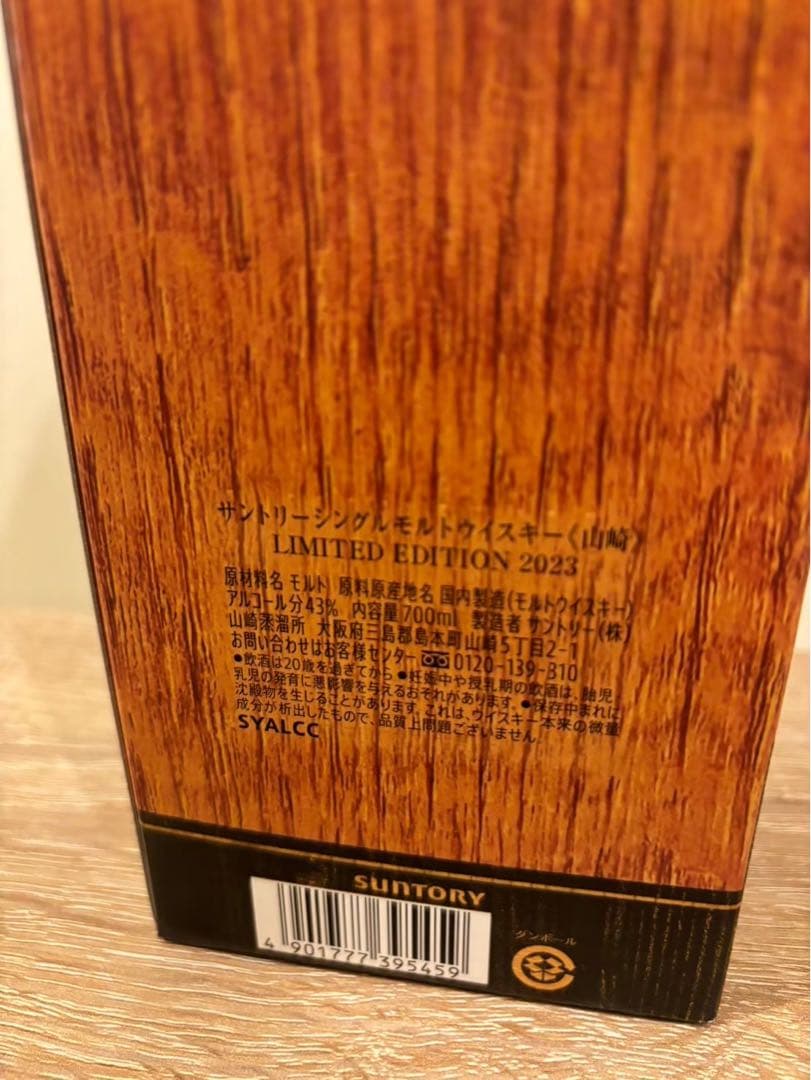 サントリーシングルモルトウイスキー〈山崎〉
LIMITED EDITION 2023
原材料名 モルト 原料原産地名 国内製造(モルトウイスキー)
アルコール分43% 内容量700ml 製造者 サントリー(株)
山崎蒸溜所 大阪府三島郡島本町山崎5丁目2-1
お問い合わせはお客様センター 0120-139-310
●飲酒は20歳を過ぎてから ●妊娠中や授乳期の飲酒は、胎児・
乳児の発育に悪影響を与えるおそれがあります。●保存中まれに
沈殿物を生じることがあります。これは、ウイスキー本来の微量
成分が析出したもので、品質上問題ございません。
SYALCC
SUNTORY
4 901777 395459
ダンボール